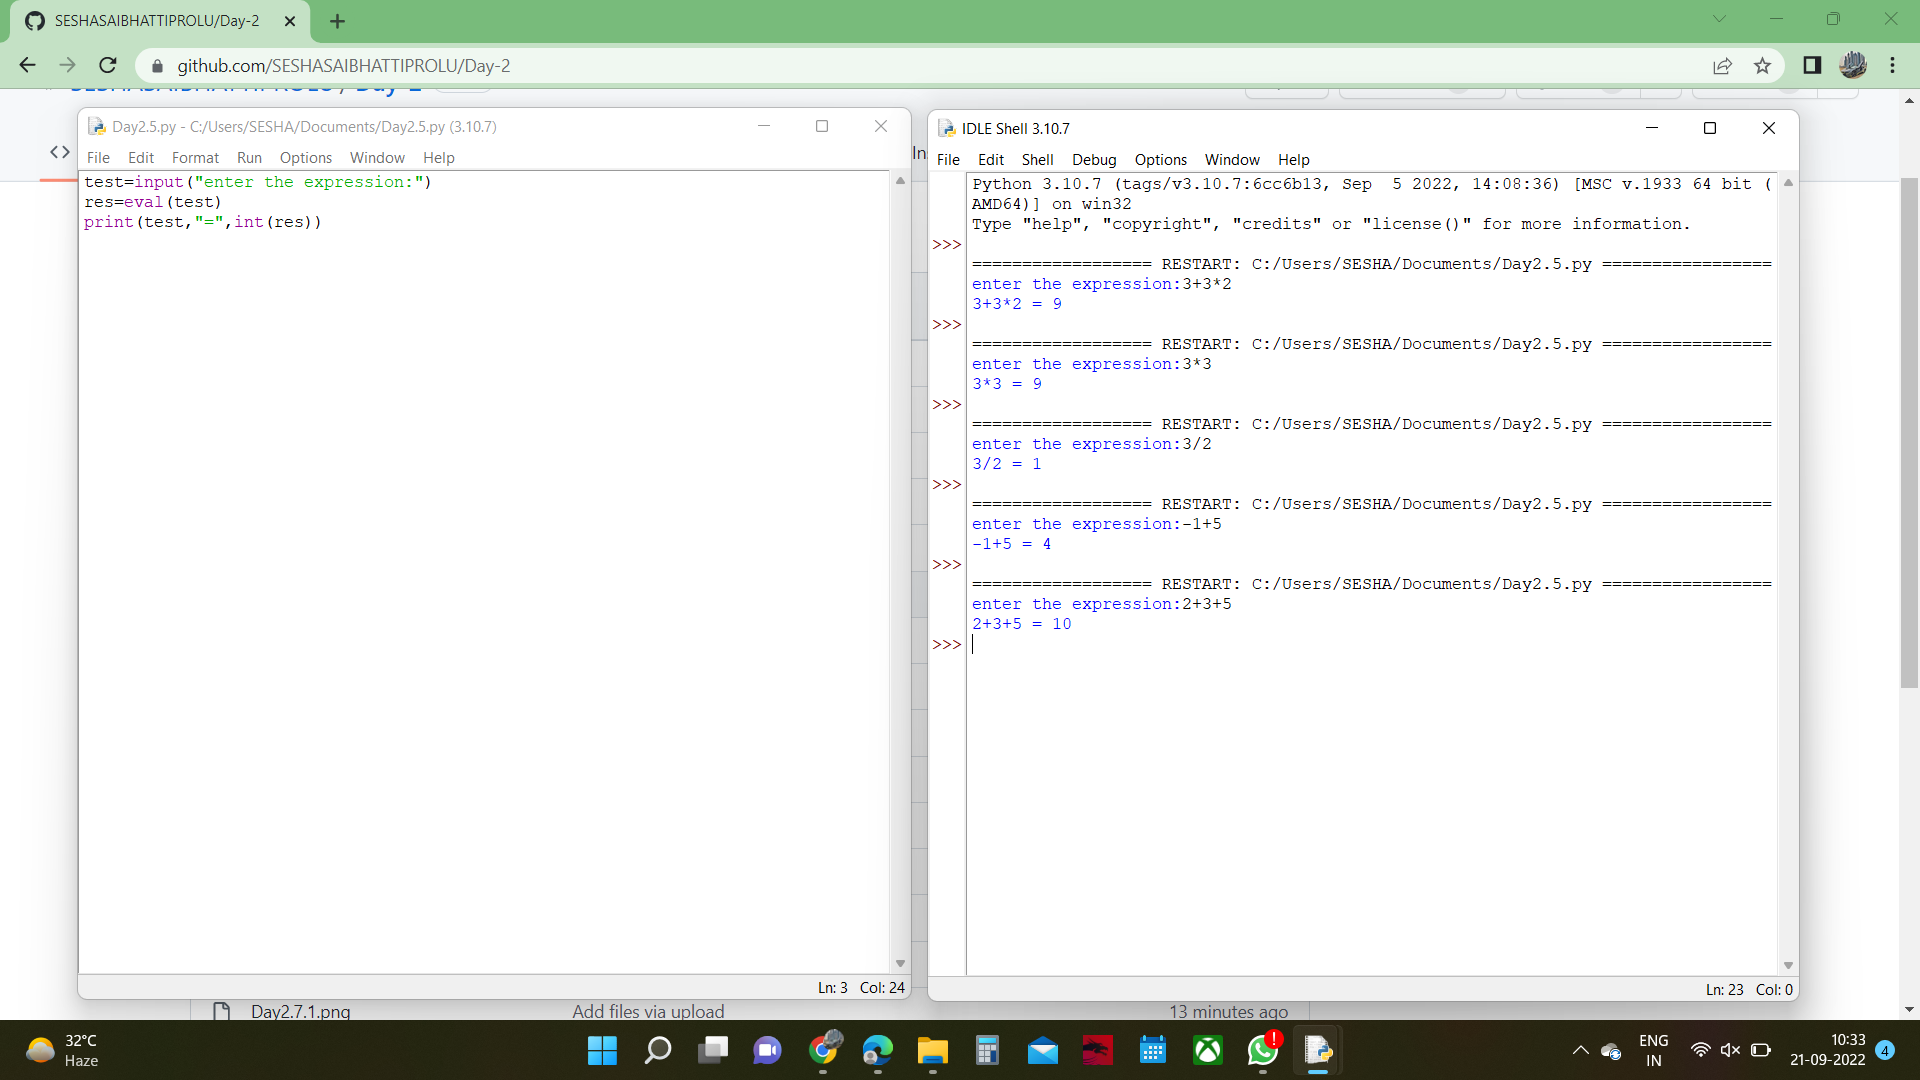 SESHASAIBHATTIPROLU/Day-2
github.com/SESHASAIBHATTIPROLU/Day-2
Day2.5.py - C:/Users/SESHA/Documents/Day2.5.py (3.10.7)
File Edit Format Run Options Window Help
test=input("enter the expression:")
res=eval(test)
print(test,"=",int(res))
Ln: 3 Col: 24
In
IDLE Shell 3.10.7
File Edit Shell Debug Options Window Help
Python 3.10.7 (tags/v3.10.7:6cc6b13, Sep  5 2022, 14:08:36) [MSC v.1933 64 bit (
AMD64)] on win32
Type "help", "copyright", "credits" or "license()" for more information.
>>>
================== RESTART: C:/Users/SESHA/Documents/Day2.5.py =================
enter the expression:3+3*2
3+3*2 = 9
>>>
================== RESTART: C:/Users/SESHA/Documents/Day2.5.py =================
enter the expression:3*3
3*3 = 9
>>>
================== RESTART: C:/Users/SESHA/Documents/Day2.5.py =================
enter the expression:3/2
3/2 = 1
>>>
================== RESTART: C:/Users/SESHA/Documents/Day2.5.py =================
enter the expression:-1+5
-1+5 = 4
>>>
================== RESTART: C:/Users/SESHA/Documents/Day2.5.py =================
enter the expression:2+3+5
2+3+5 = 10
>>>
Ln: 23 Col: 0
Day2.7.1.png Add files via upload 13 minutes ago
32°C
Haze
ENG
IN
10:33
21-09-2022
4